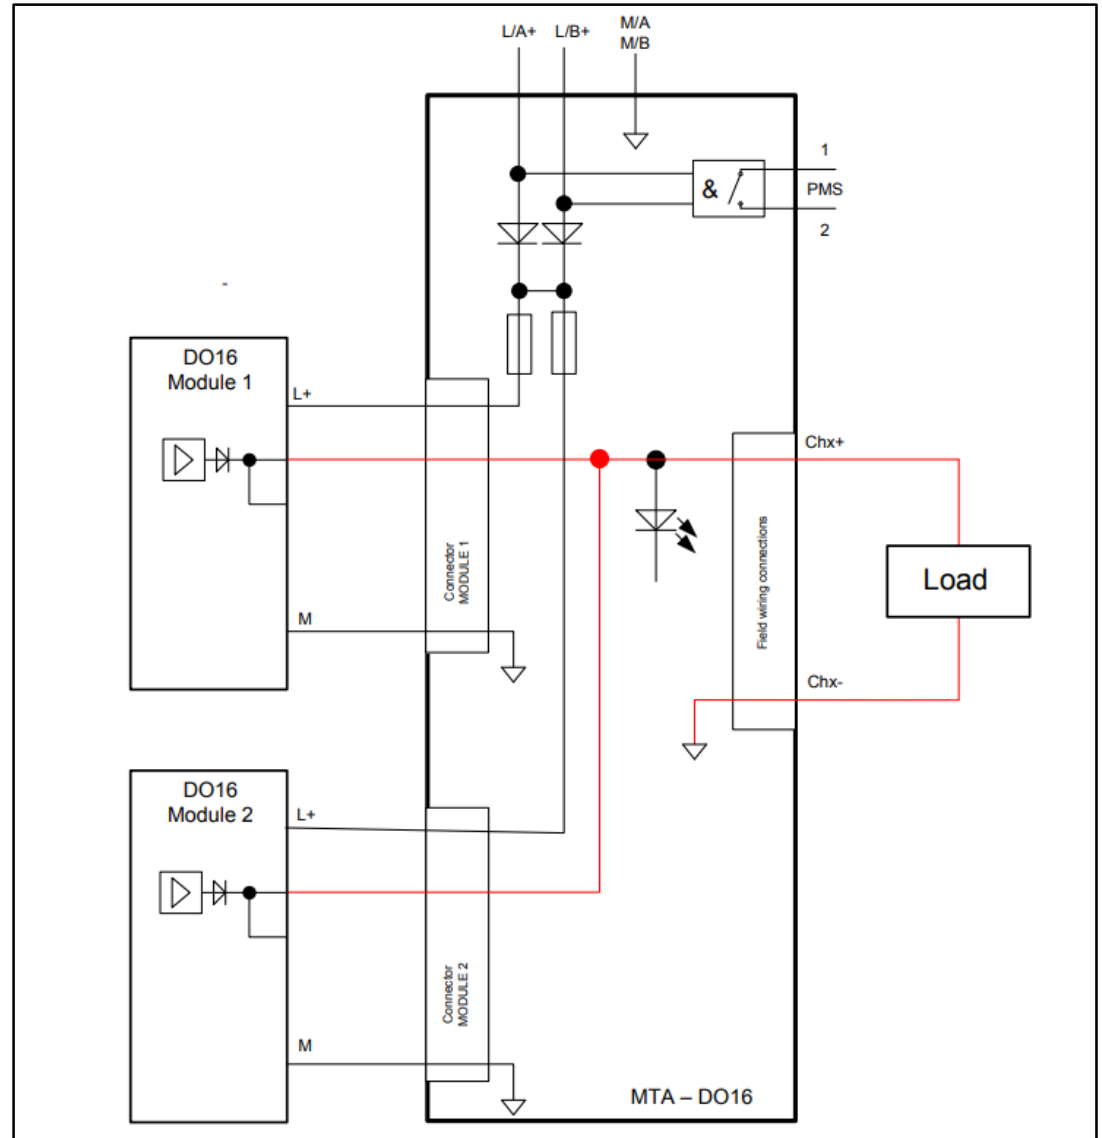 L/A+ L/B+ M/A
M/B
1
& PMS
2
-
DO16
Module 1
L+
Chx+
Connector
MODULE 1
Field wiring connections
Load
M
Chx-
DO16
Module 2
L+
Connector
MODULE 2
M
MTA – DO16